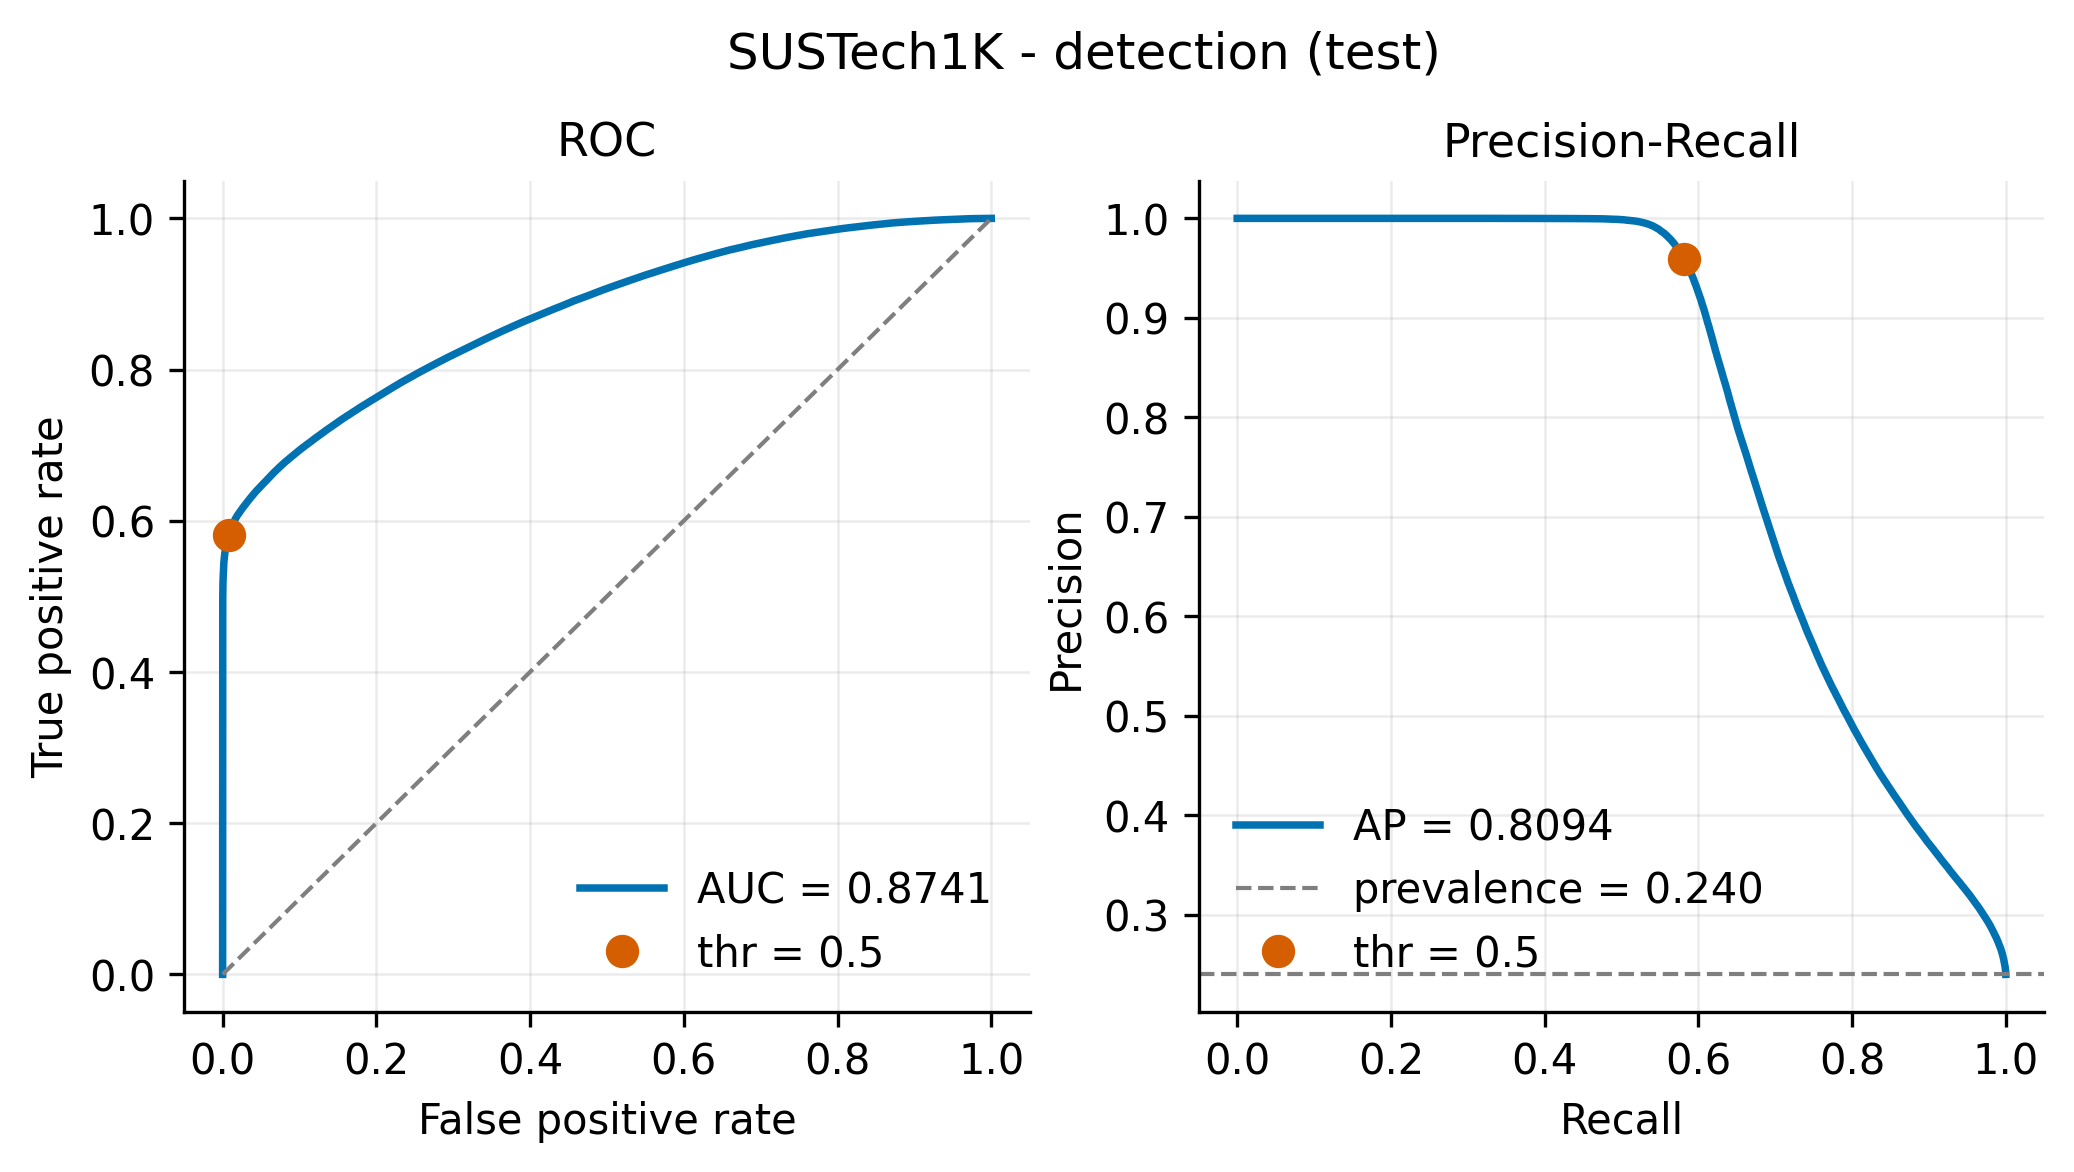 SUSTech1K - detection (test)
ROC
True positive rate
1.0
0.8
0.6
0.4
0.2
0.0
AUC = 0.8741
thr = 0.5
0.0 0.2 0.4 0.6 0.8 1.0
False positive rate
Precision-Recall
Precision
1.0
0.9
0.8
0.7
0.6
0.5
0.4
0.3
AP = 0.8094
prevalence = 0.240
thr = 0.5
0.0 0.2 0.4 0.6 0.8 1.0
Recall